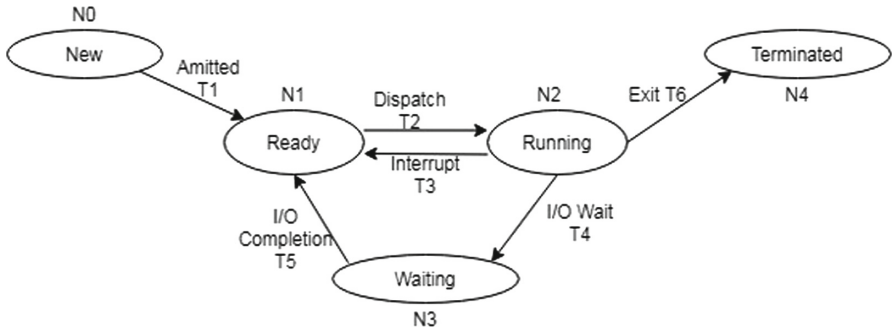 N0
New
Amitted
T1
N1
Ready
Dispatch
T2
Interrupt
T3
N2
Running
Exit T6
Terminated
N4
I/O Wait
T4
I/O
Completion
T5
Waiting
N3